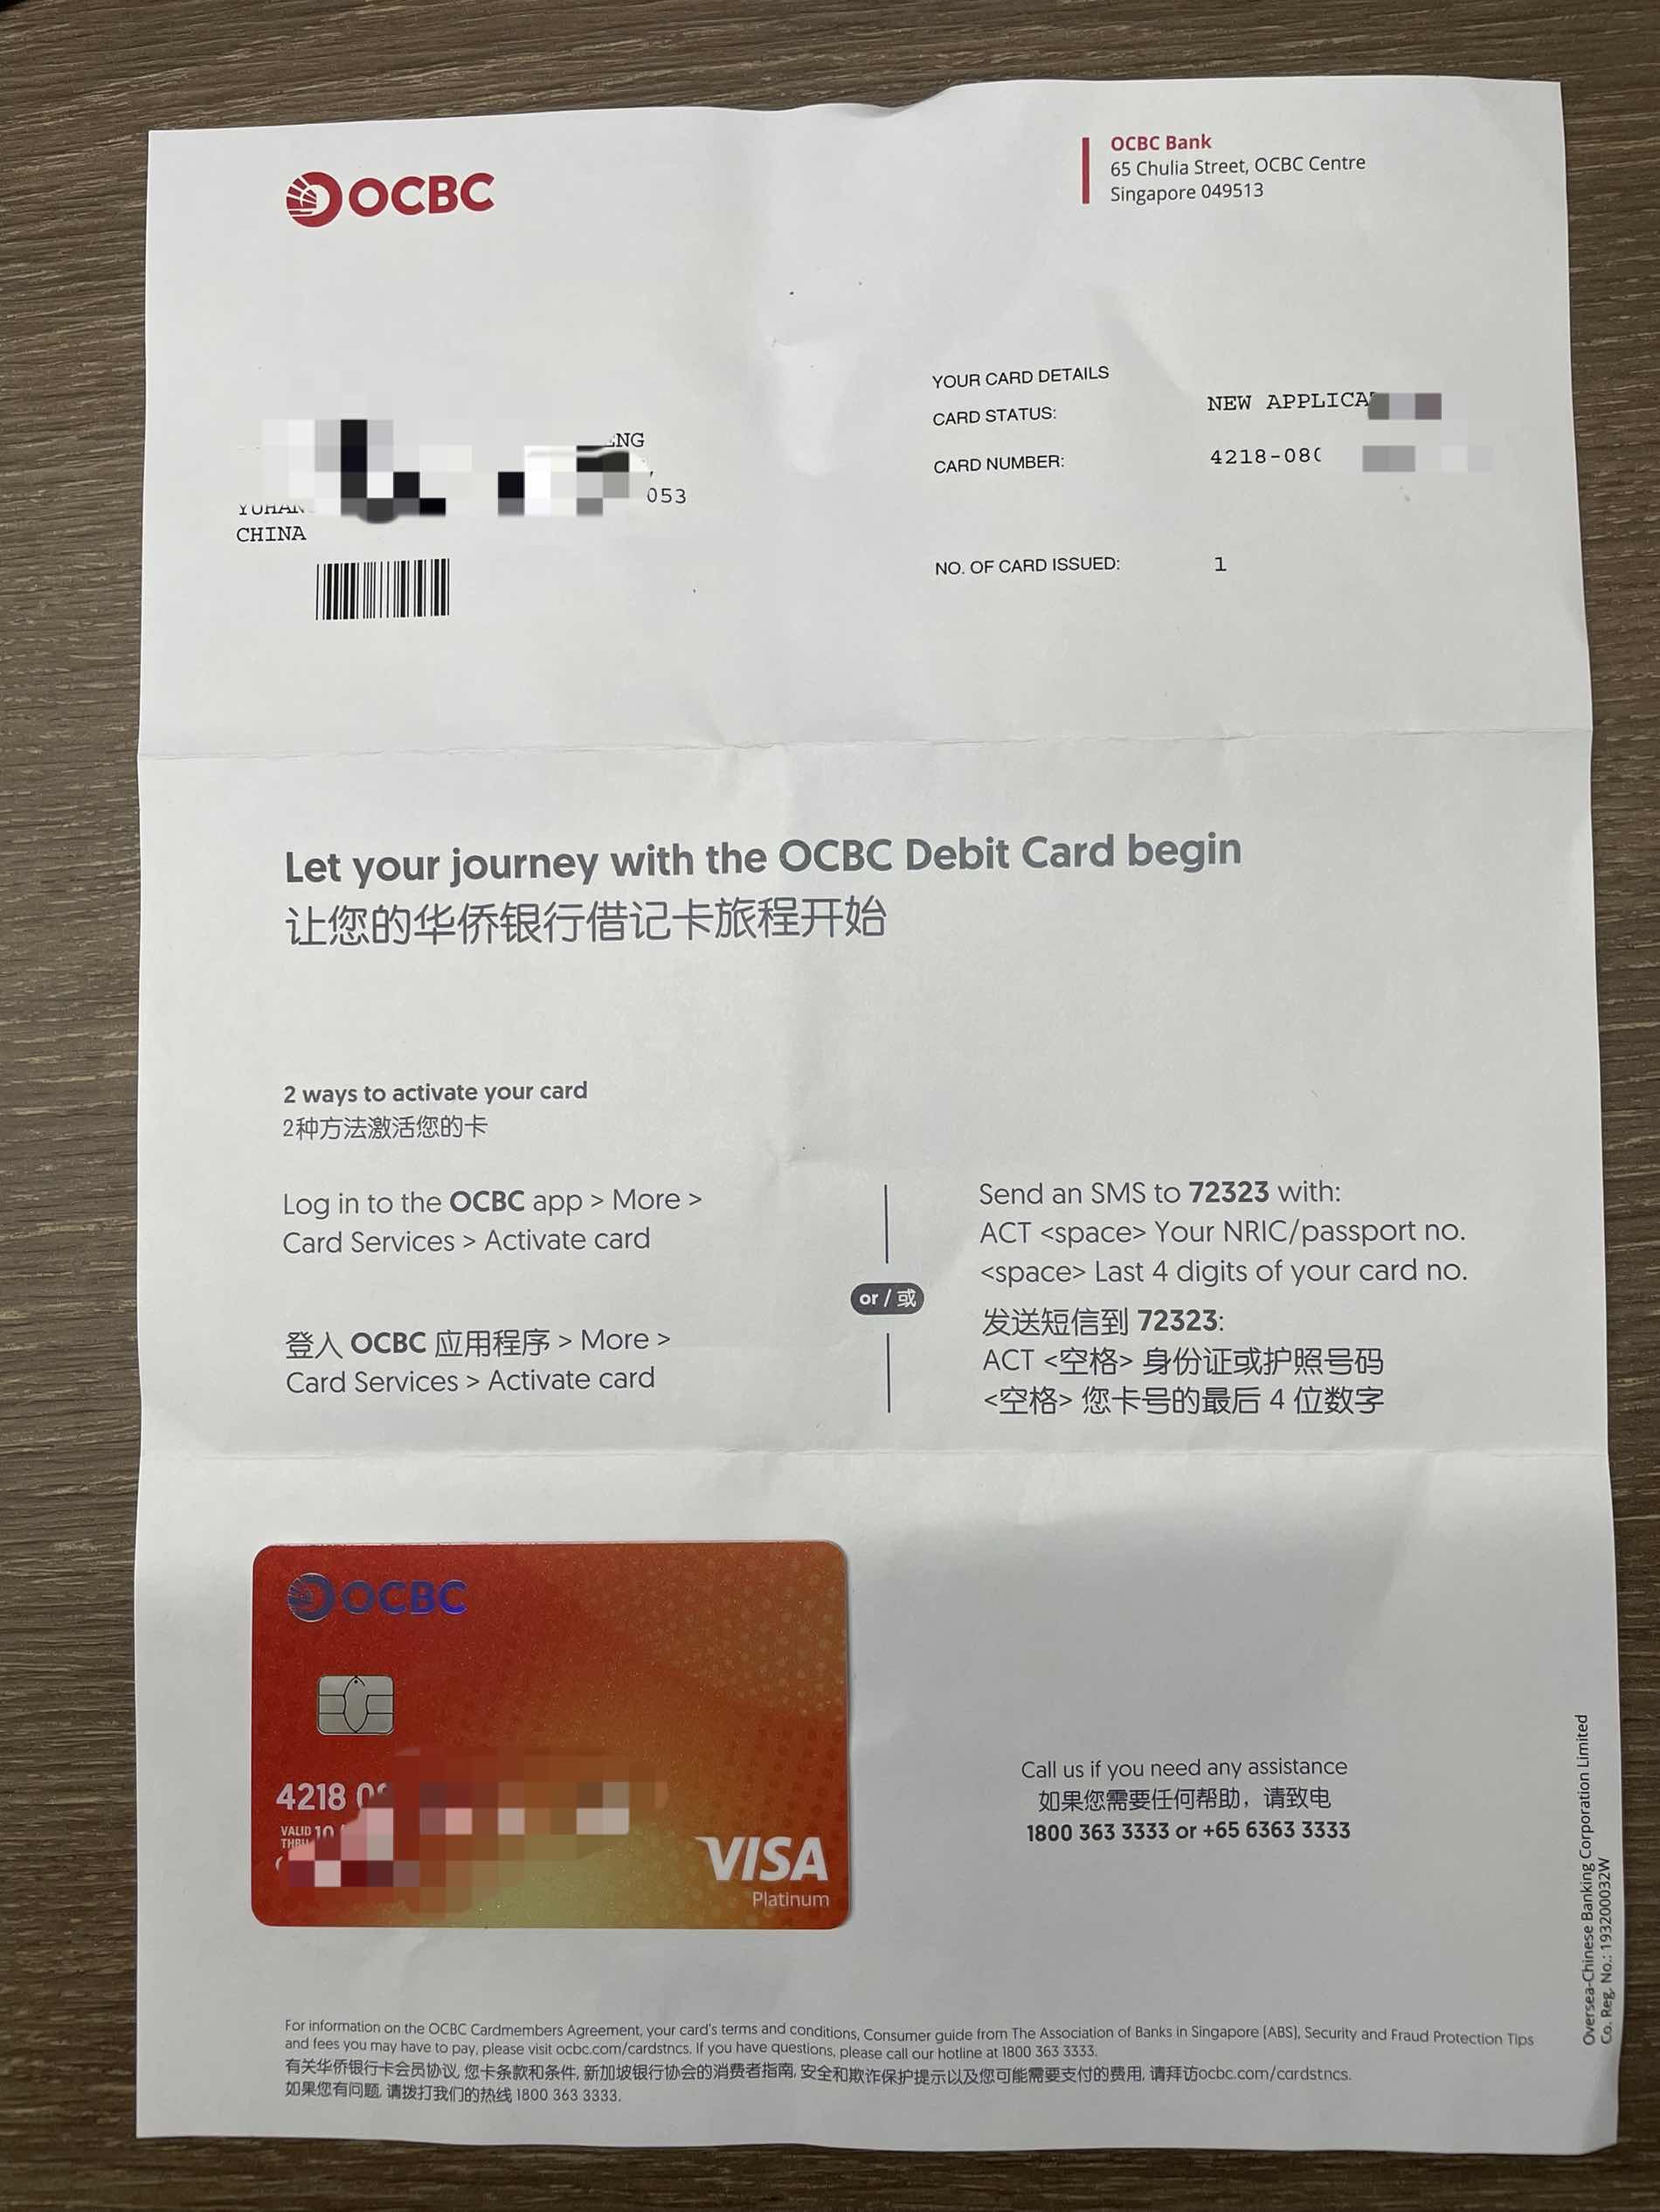 OCBC
OCBC Bank
65 Chulia Street, OCBC Centre
Singapore 049513
CHINA
053
YOUR CARD DETAILS
CARD STATUS:
NEW
CARD NUMBER:
4218-08
NO. OF CARD ISSUED:
1
Let your journey with the OCBC Debit Card begin
让您的华侨银行借记卡旅程开始
2 ways to activate your card
2种方法激活您的卡
Log in to the OCBC app > More >
Card Services > Activate card
登入 OCBC 应用程序 > More >
Card Services > Activate card
or / 或
Send an SMS to 72323 with:
ACT <space> Your NRIC/passport no.
<space> Last 4 digits of your card no.
发送短信到 72323:
ACT <空格> 身份证或护照号码
<空格> 您卡号的最后 4 位数字
OCBC
4218
VALID
THRU
VISA
Platinum
Call us if you need any assistance
如果您需要任何帮助，请致电
1800 363 3333 or +65 6363 3333
For information on the OCBC Cardmembers Agreement, your card's terms and conditions, Consumer guide from The Association of Banks in Singapore (ABS), Security and Fraud Protection Tips
and fees you may have to pay, please visit ocbc.com/cardstncs. If you have questions, please call our hotline at 1800 363 3333.
有关华侨银行卡会员协议, 您卡条款和条件, 新加坡银行协会的消费者指南, 安全和欺诈保护提示以及您可能需要支付的费用, 请拜访ocbc.com/cardstncs.
如果您有问题, 请拨打我们的热线 1800 363 3333.
Oversea-Chinese Banking Corporation Limited
Co. Reg. No.: 193200032W